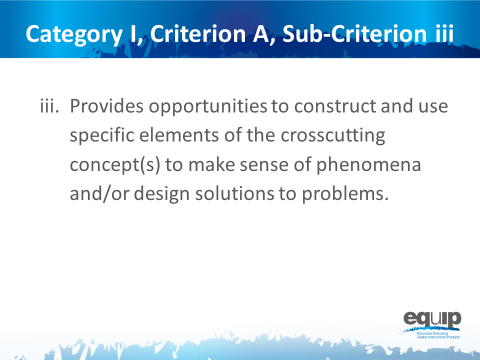 Category I, Criterion A, Sub-Criterion iii
iii. Provides opportunities to construct and use
specific elements of the crosscutting
concept(s) to make sense of phenomena
and/or design solutions to problems.
equip
Educators Evaluating
Quality Instructional Products